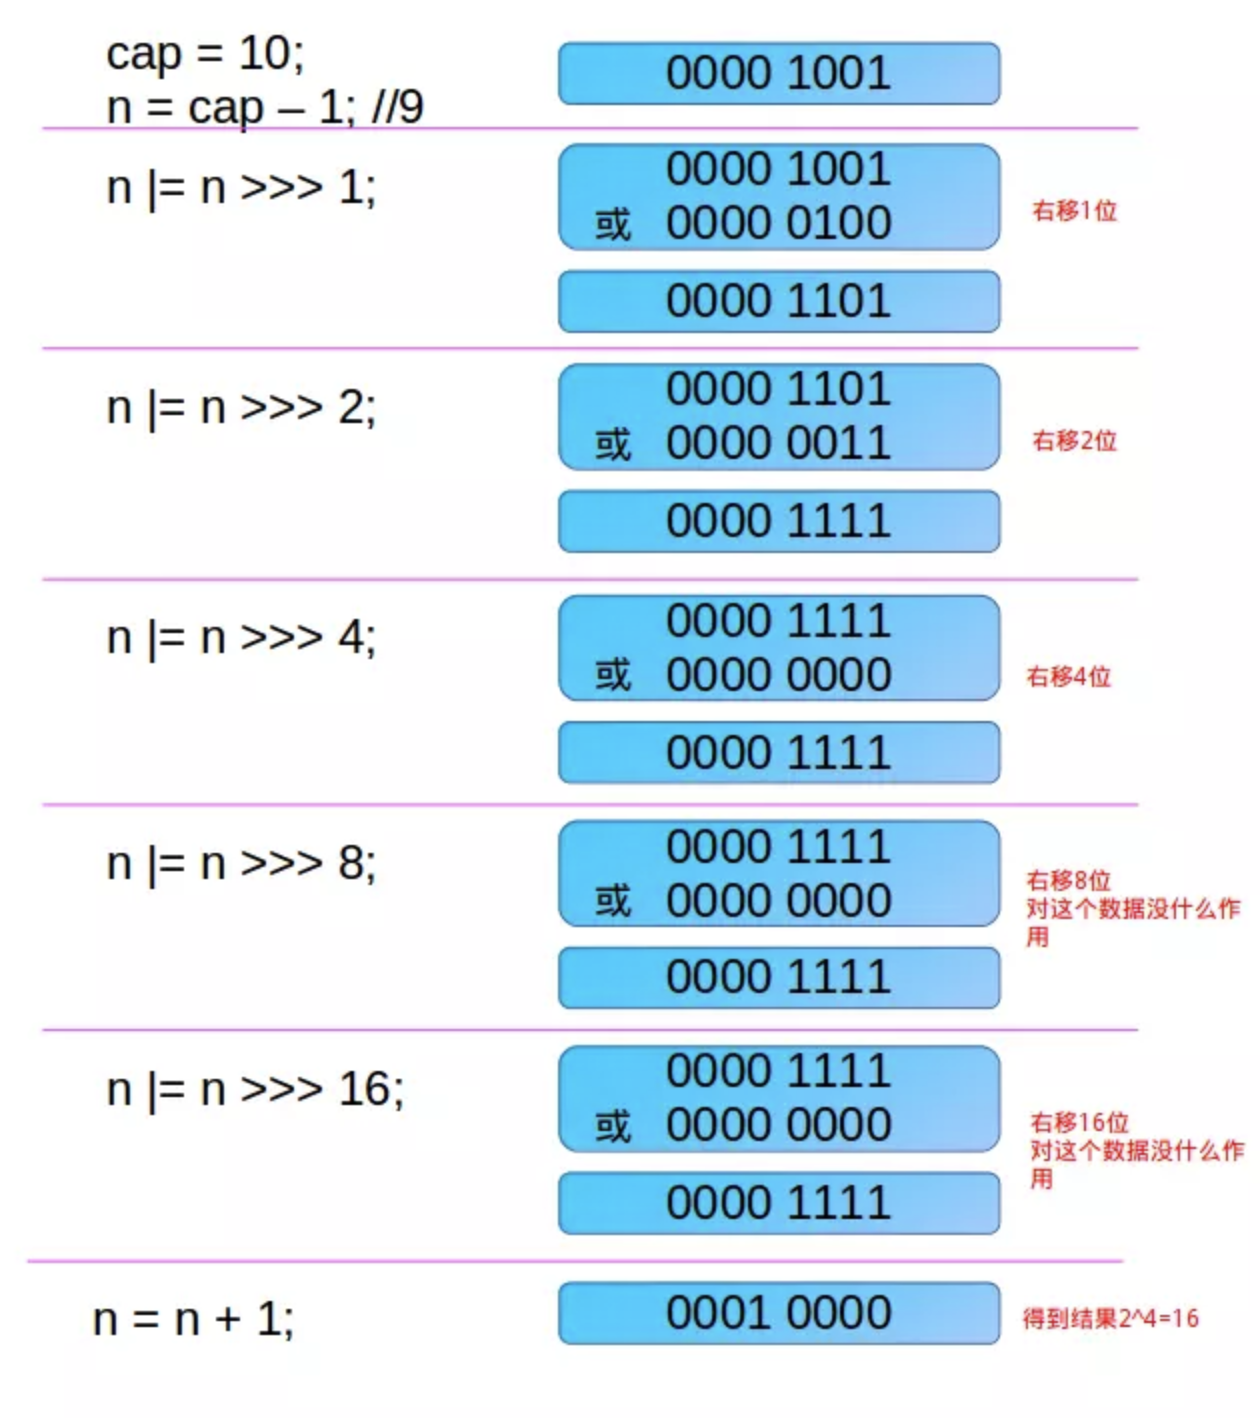 cap = 10;
n = cap – 1; //9
0000 1001
n |= n >>> 1;
0000 1001
或 0000 0100
右移1位
0000 1101
n |= n >>> 2;
0000 1101
或 0000 0011
右移2位
0000 1111
n |= n >>> 4;
0000 1111
或 0000 0000
右移4位
0000 1111
n |= n >>> 8;
0000 1111
或 0000 0000
右移8位
对这个数据没什么作
用
0000 1111
n |= n >>> 16;
0000 1111
或 0000 0000
右移16位
对这个数据没什么作
用
0000 1111
n = n + 1;
0001 0000
得到结果2^4=16